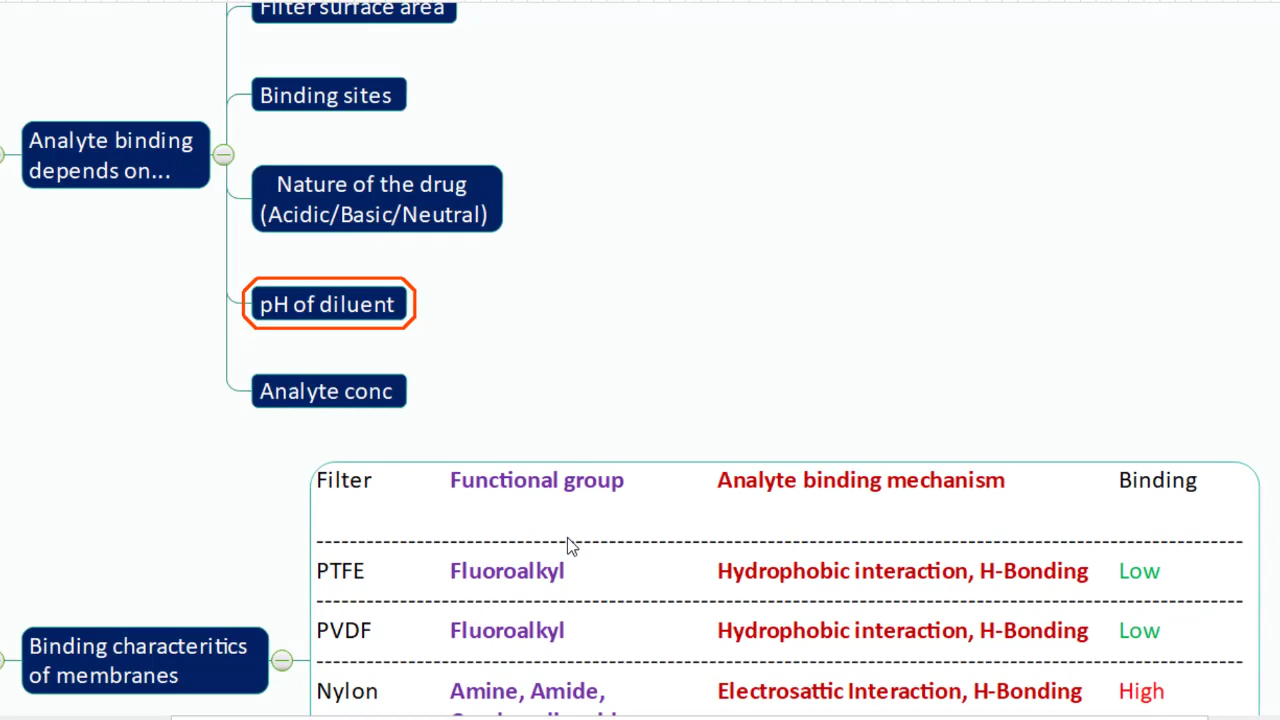 Filter surface area
Binding sites
Analyte binding
depends on...
Nature of the drug
(Acidic/Basic/Neutral)
pH of diluent
Analyte conc
Filter Functional group Analyte binding mechanism Binding
PTFE Fluoroalkyl Hydrophobic interaction, H-Bonding Low
PVDF Fluoroalkyl Hydrophobic interaction, H-Bonding Low
Binding characteritics
of membranes
Nylon Amine, Amide, Electrosattic Interaction, H-Bonding High